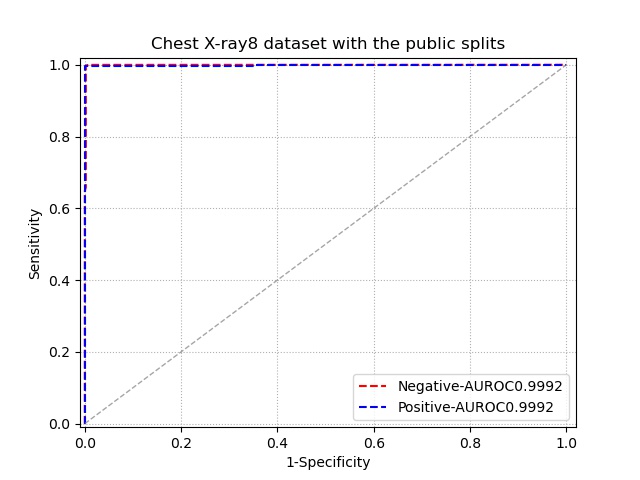 Chest X-ray8 dataset with the public splits
1.0
0.8
0.6
0.4
0.2
0.0
Sensitivity
0.0 0.2 0.4 0.6 0.8 1.0
1-Specificity
Negative-AUROC0.9992
Positive-AUROC0.9992